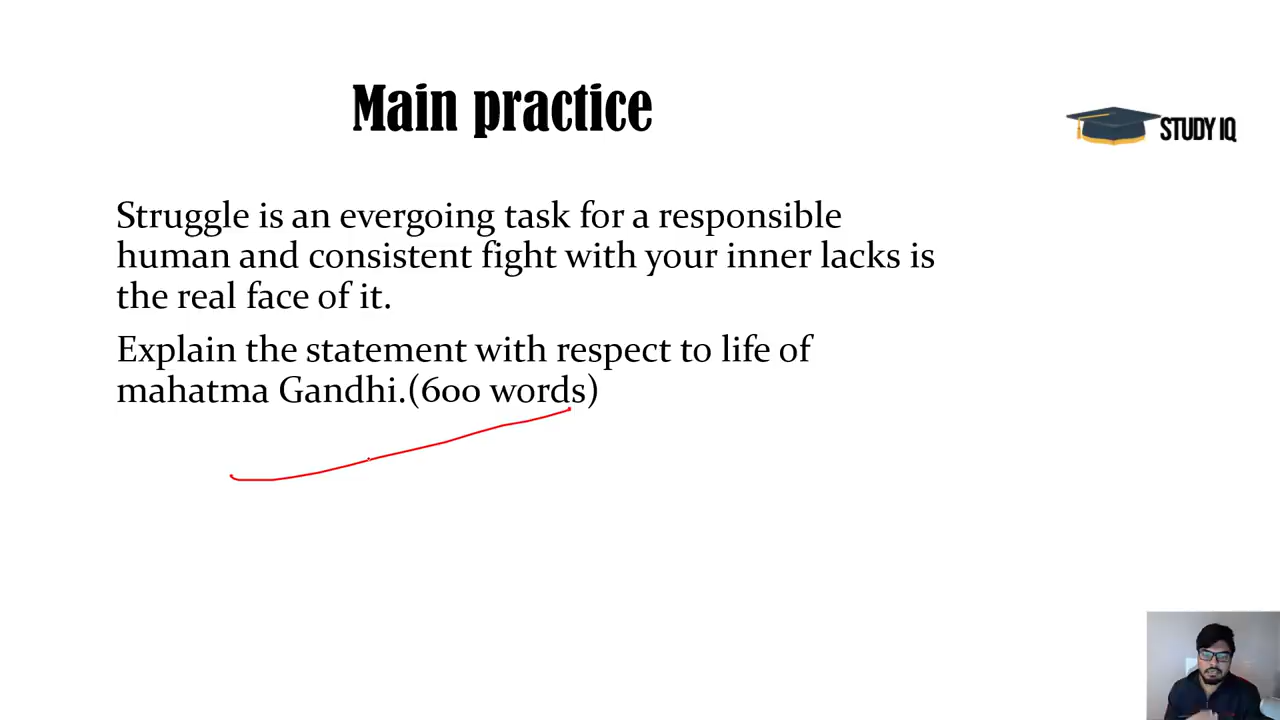 Main practice
STUDY IQ
Struggle is an evergoing task for a responsible
human and consistent fight with your inner lacks is
the real face of it.
Explain the statement with respect to life of
mahatma Gandhi.(600 words)